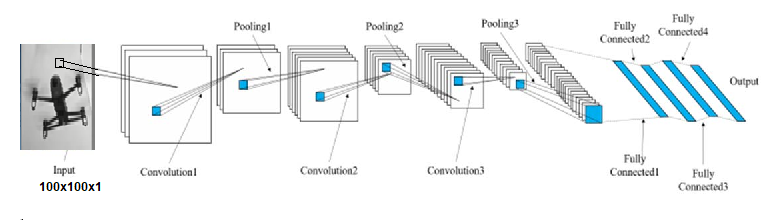 Pooling1
Pooling2
Pooling3
Fully
Connected2
Fully
Connected4
Output
Input
100x100x1
Convolution1
Convolution2
Convolution3
Fully
Connected1
Fully
Connected3